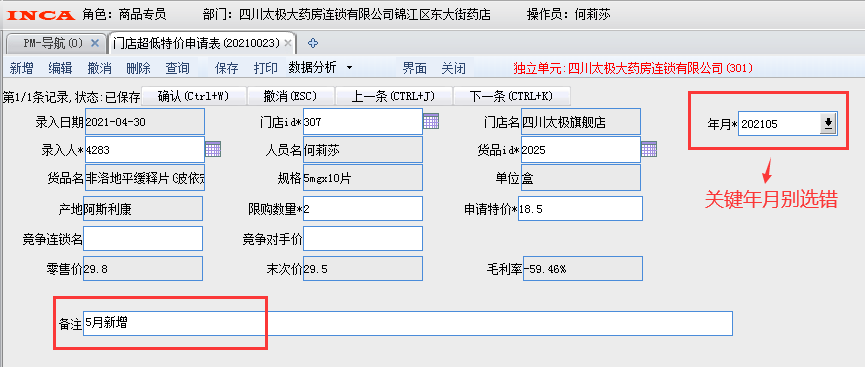 INCA 角色: 商品专员 部门: 四川太极大药房连锁有限公司锦江区东大街药店 操作员: 何莉莎
PM-导航(0) 门店超低特价申请表(20210023)
新增 编辑 撤消 删除 查询 保存 打印 数据分析 界面 关闭 独立单元:四川太极大药房连锁有限公司(301)
第1/1条记录,状态:已保存 确认(Ctrl+W) 撤消(ESC) 上一条(CTRL+J) 下一条(CTRL+K)
录入日期 2021-04-30 门店id* 307 门店名 四川太极旗舰店 年月* 202105
录入人* 4283 人员名 何莉莎 货品id* 2025
货品名 非洛地平缓释片(波依定 规格 5mgx10片 单位 盒
关键年月别选错
产地 阿斯利康 限购数量* 2 申请特价* 18.5
竟争连锁名 竟争对手价
零售价 29.8 末次价 29.5 毛利率 -59.46%
备注 5月新增